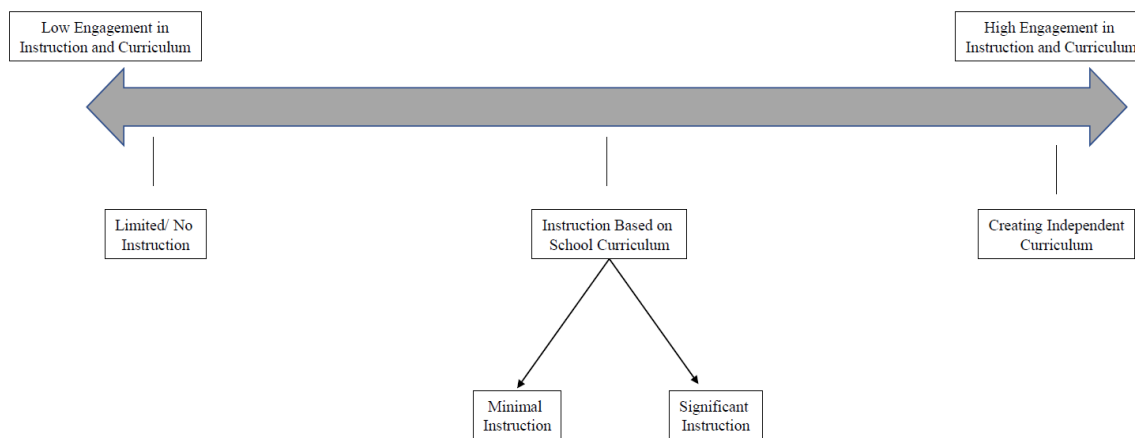 Low Engagement in
Instruction and Curriculum
High Engagement in
Instruction and Curriculum
Limited/ No
Instruction
Instruction Based on
School Curriculum
Creating Independent
Curriculum
Minimal
Instruction
Significant
Instruction